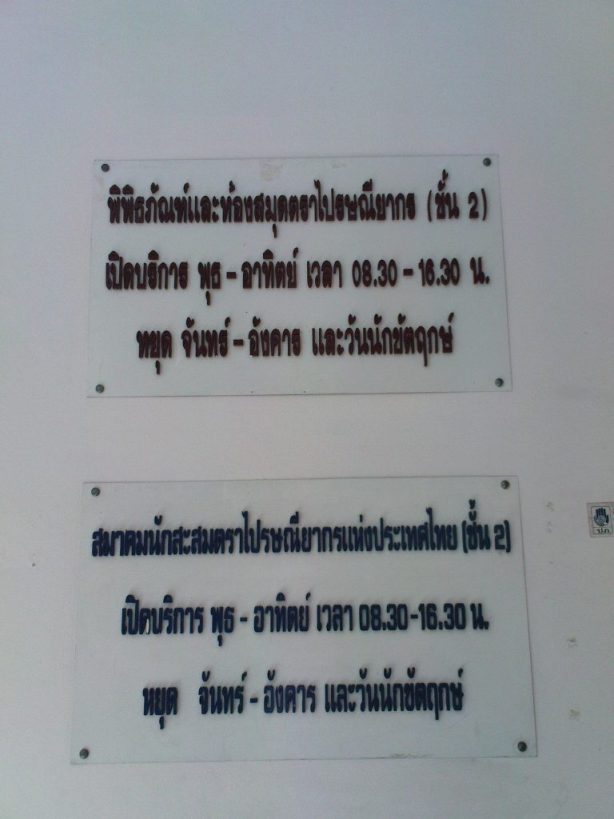 พิพิธภัณฑ์และห้องสมุดตราไปรษณียากร (ชั้น 2)
เปิดบริการ พุธ - อาทิตย์ เวลา 08.30 - 16.30 น.
หยุด จันทร์ - อังคาร และวันนักขัตฤกษ์
สมาคมนักสะสมตราไปรษณียากรแห่งประเทศไทย (ชั้น 2)
เปิดบริการ พุธ - อาทิตย์ เวลา 08.30-16.30 น.
หยุด จันทร์ - อังคาร และวันนักขัตฤกษ์